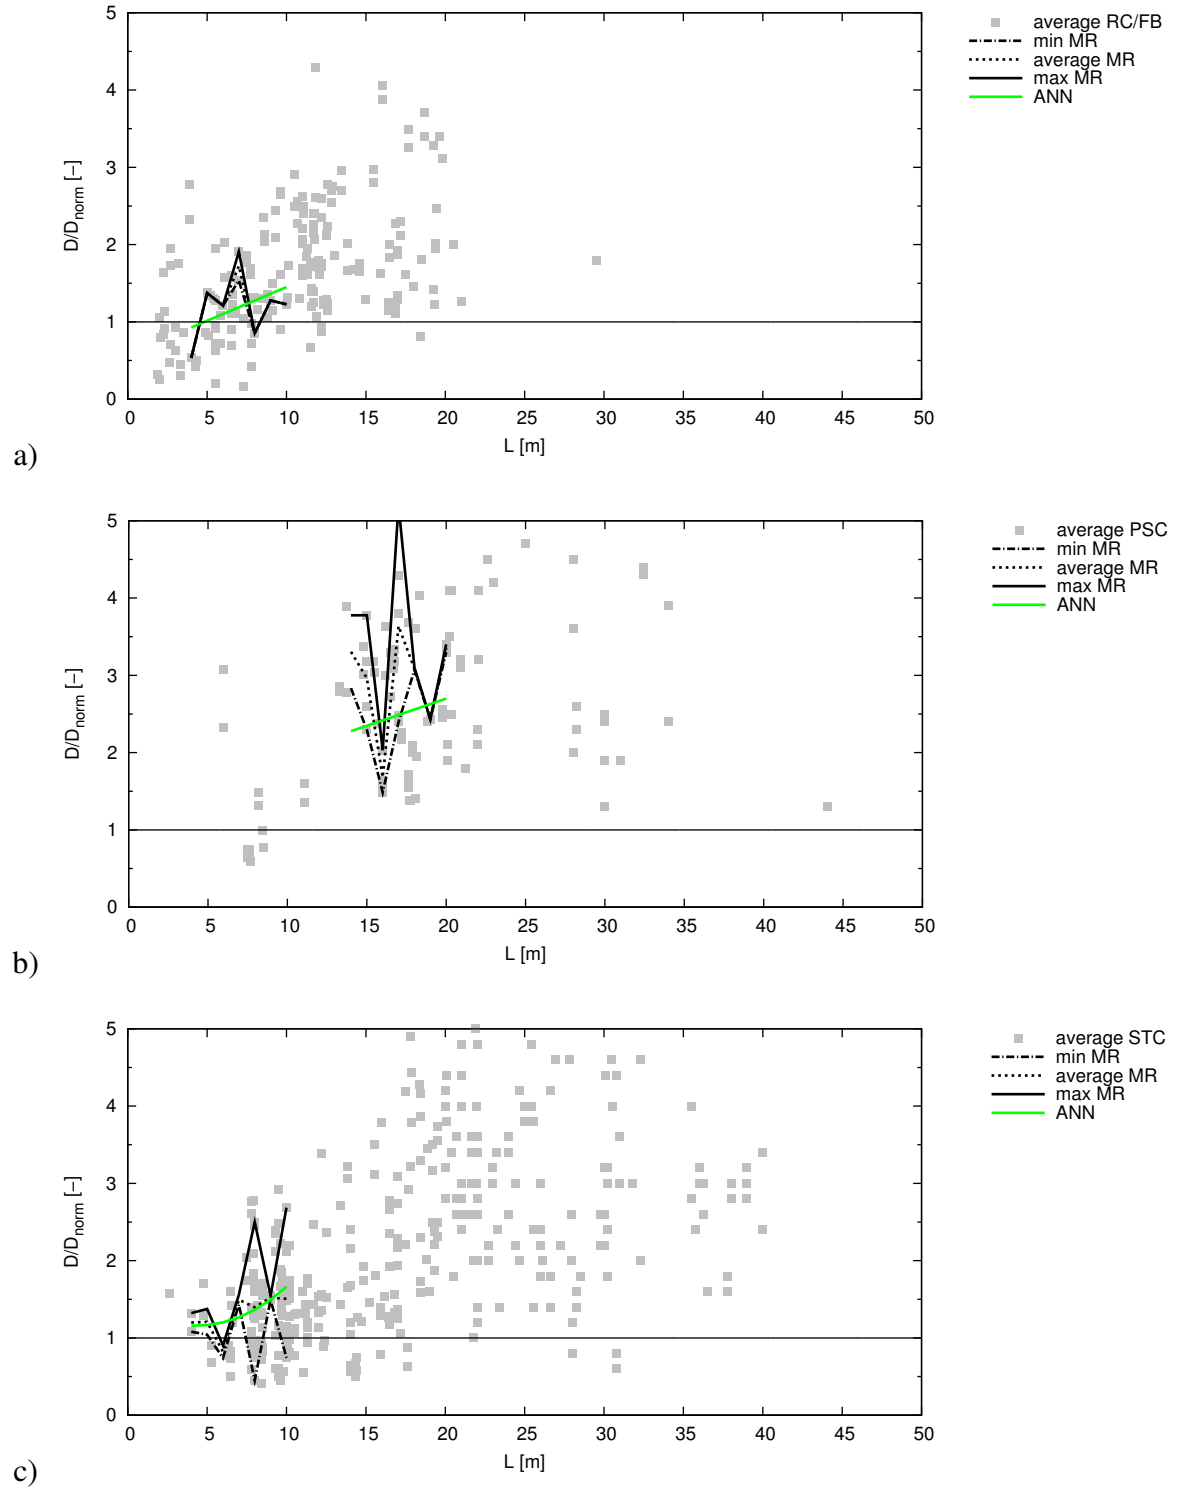 5
4
3
2
1
0
D/Dnorm [−]
0 5 10 15 20 25 30 35 40 45 50
L [m]
average RC/FB
min MR
average MR
max MR
ANN
a)
5
4
3
2
1
0
D/Dnorm [−]
0 5 10 15 20 25 30 35 40 45 50
L [m]
average PSC
min MR
average MR
max MR
ANN
b)
5
4
3
2
1
0
D/Dnorm [−]
0 5 10 15 20 25 30 35 40 45 50
L [m]
average STC
min MR
average MR
max MR
ANN
c)